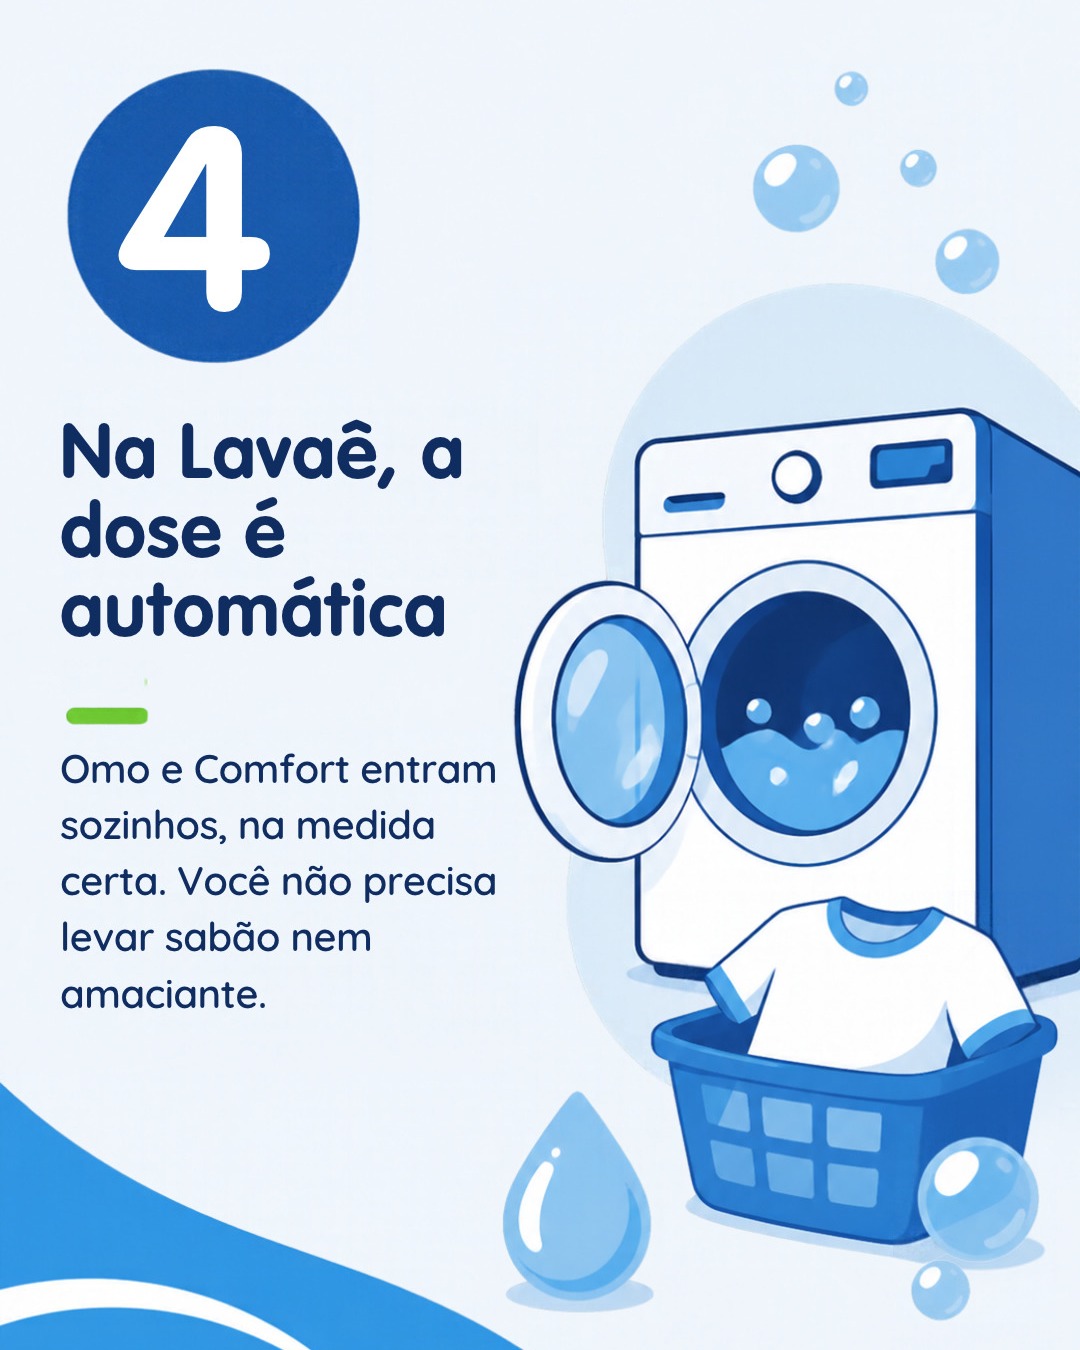 4
Na Lavaê, a
dose é
automática
Omo e Comfort entram
sozinhos, na medida
certa. Você não precisa
levar sabão nem
amaciante.